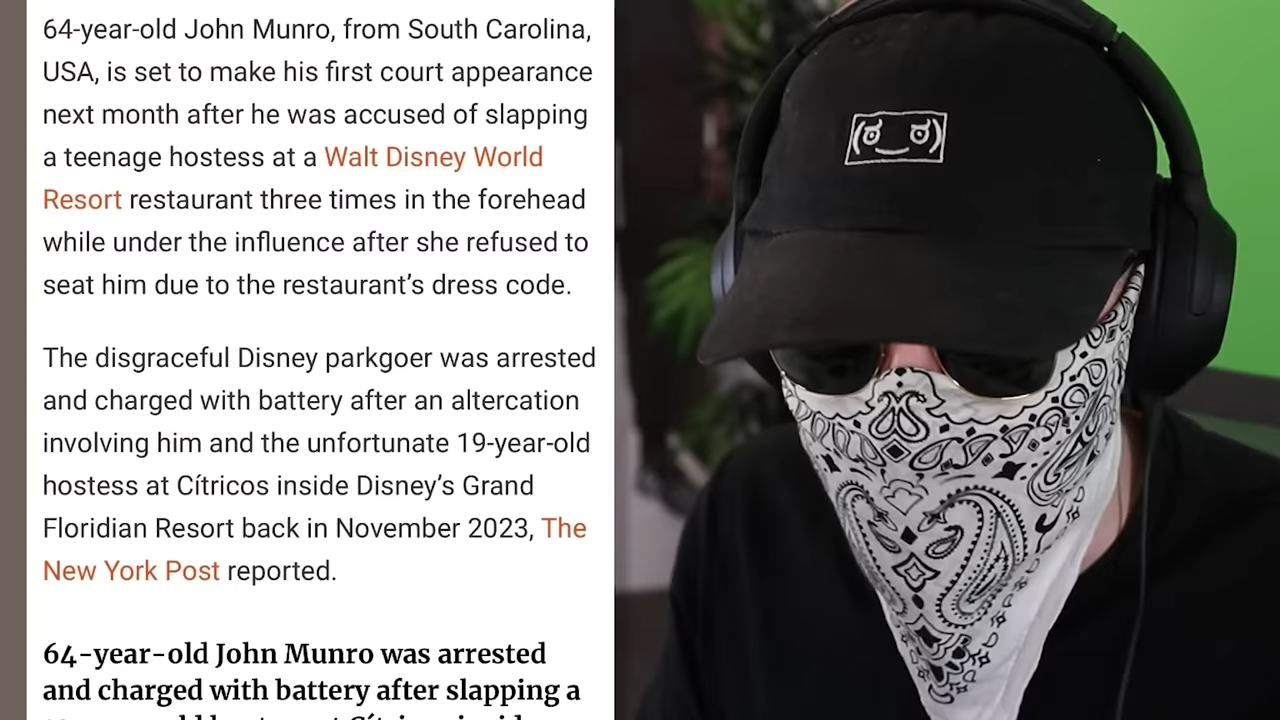 64-year-old John Munro, from South Carolina,
USA, is set to make his first court appearance
next month after he was accused of slapping
a teenage hostess at a Walt Disney World
Resort restaurant three times in the forehead
while under the influence after she refused to
seat him due to the restaurant’s dress code.
The disgraceful Disney parkgoer was arrested
and charged with battery after an altercation
involving him and the unfortunate 19-year-old
hostess at Cítricos inside Disney’s Grand
Floridian Resort back in November 2023, The
New York Post reported.
64-year-old John Munro was arrested
and charged with battery after slapping a